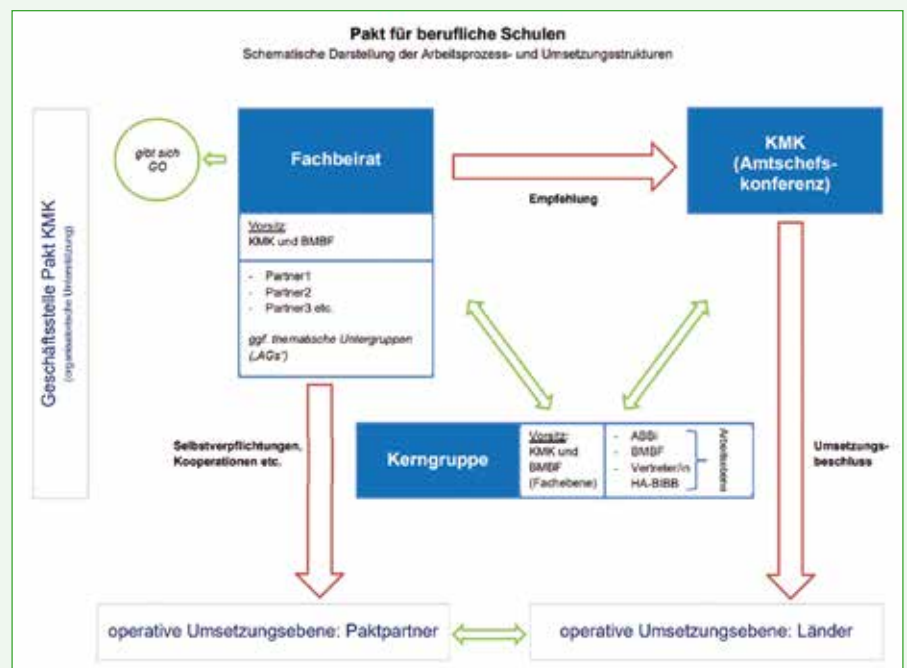 Pakt für berufliche Schulen
Schematische Darstellung der Arbeitsprozess- und Umsetzungsstrukturen
Geschäftsstelle Pakt KMK
(organisatorische Unterstützung)
gibt sich
GO
Fachbeirat
Vorsitz:
KMK und BMBF
- Partner1
- Partner2
- Partner3 etc.
ggf. thematische Untergruppen
(„AGs“)
Empfehlung
KMK
(Amtschefs-
konferenz)
Selbstverpflichtungen,
Kooperationen etc.
Kerngruppe
Vorsitz:
KMK und
BMBF
(Fachebene)
- ABBi
- BMBF
- Vertreter/in
HA-BIBB
Arbeitsebene
Umsetzungs-
beschluss
operative Umsetzungsebene: Paktpartner
operative Umsetzungsebene: Länder